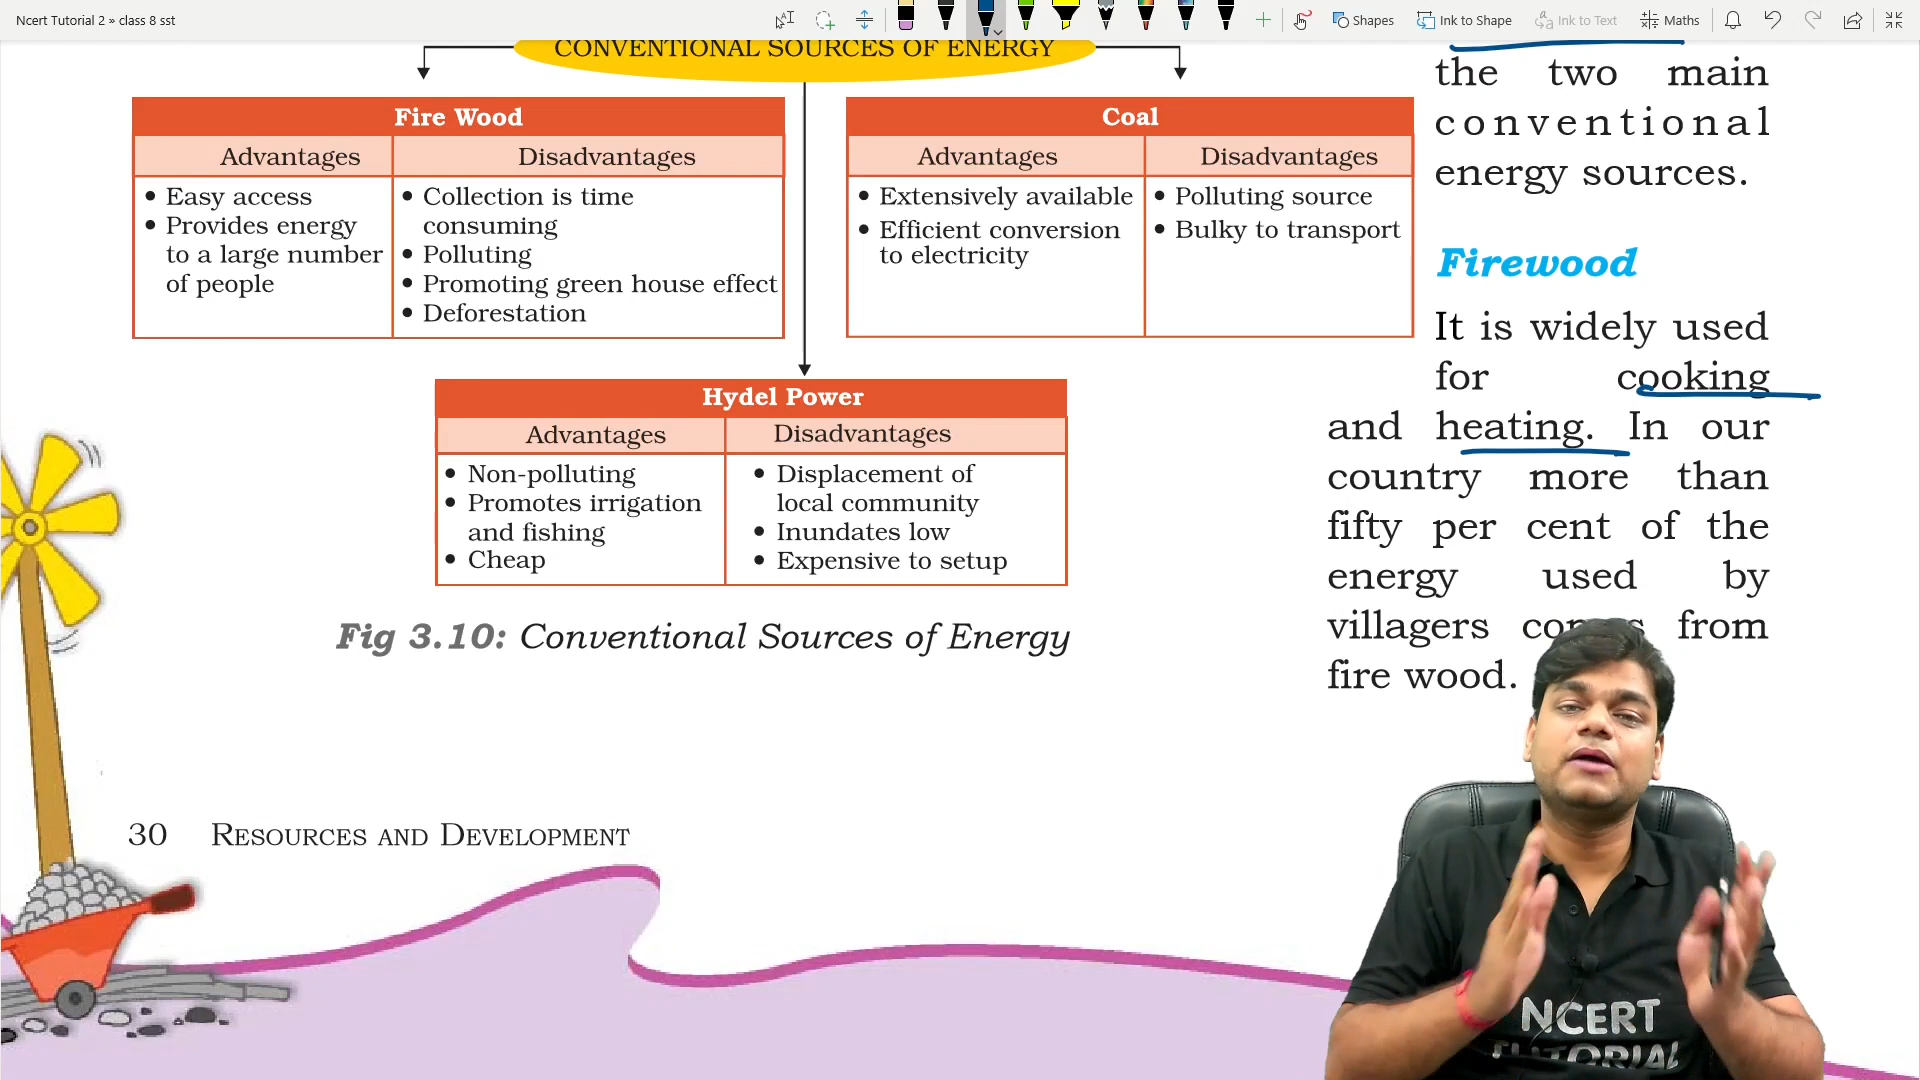 Ncert Tutorial 2 » class 8 sst
Shapes
Ink to Shape
Ink to Text
Maths
CONVENTIONAL SOURCES OF ENERGY
Fire Wood
Advantages
Disadvantages
• Easy access
• Provides energy
to a large number
of people
• Collection is time
consuming
• Polluting
• Promoting green house effect
• Deforestation
Coal
Advantages
Disadvantages
• Extensively available
• Efficient conversion
to electricity
• Polluting source
• Bulky to transport
Hydel Power
Advantages
Disadvantages
• Non-polluting
• Promotes irrigation
and fishing
• Cheap
• Displacement of
local community
• Inundates low
• Expensive to setup
Fig 3.10: Conventional Sources of Energy
the two main
conventional
energy sources.
Firewood
It is widely used
for cooking
and heating. In our
country more than
fifty per cent of the
energy used by
villagers from
fire wood.
30 RESOURCES AND DEVELOPMENT
NCERT
TUTORIAL